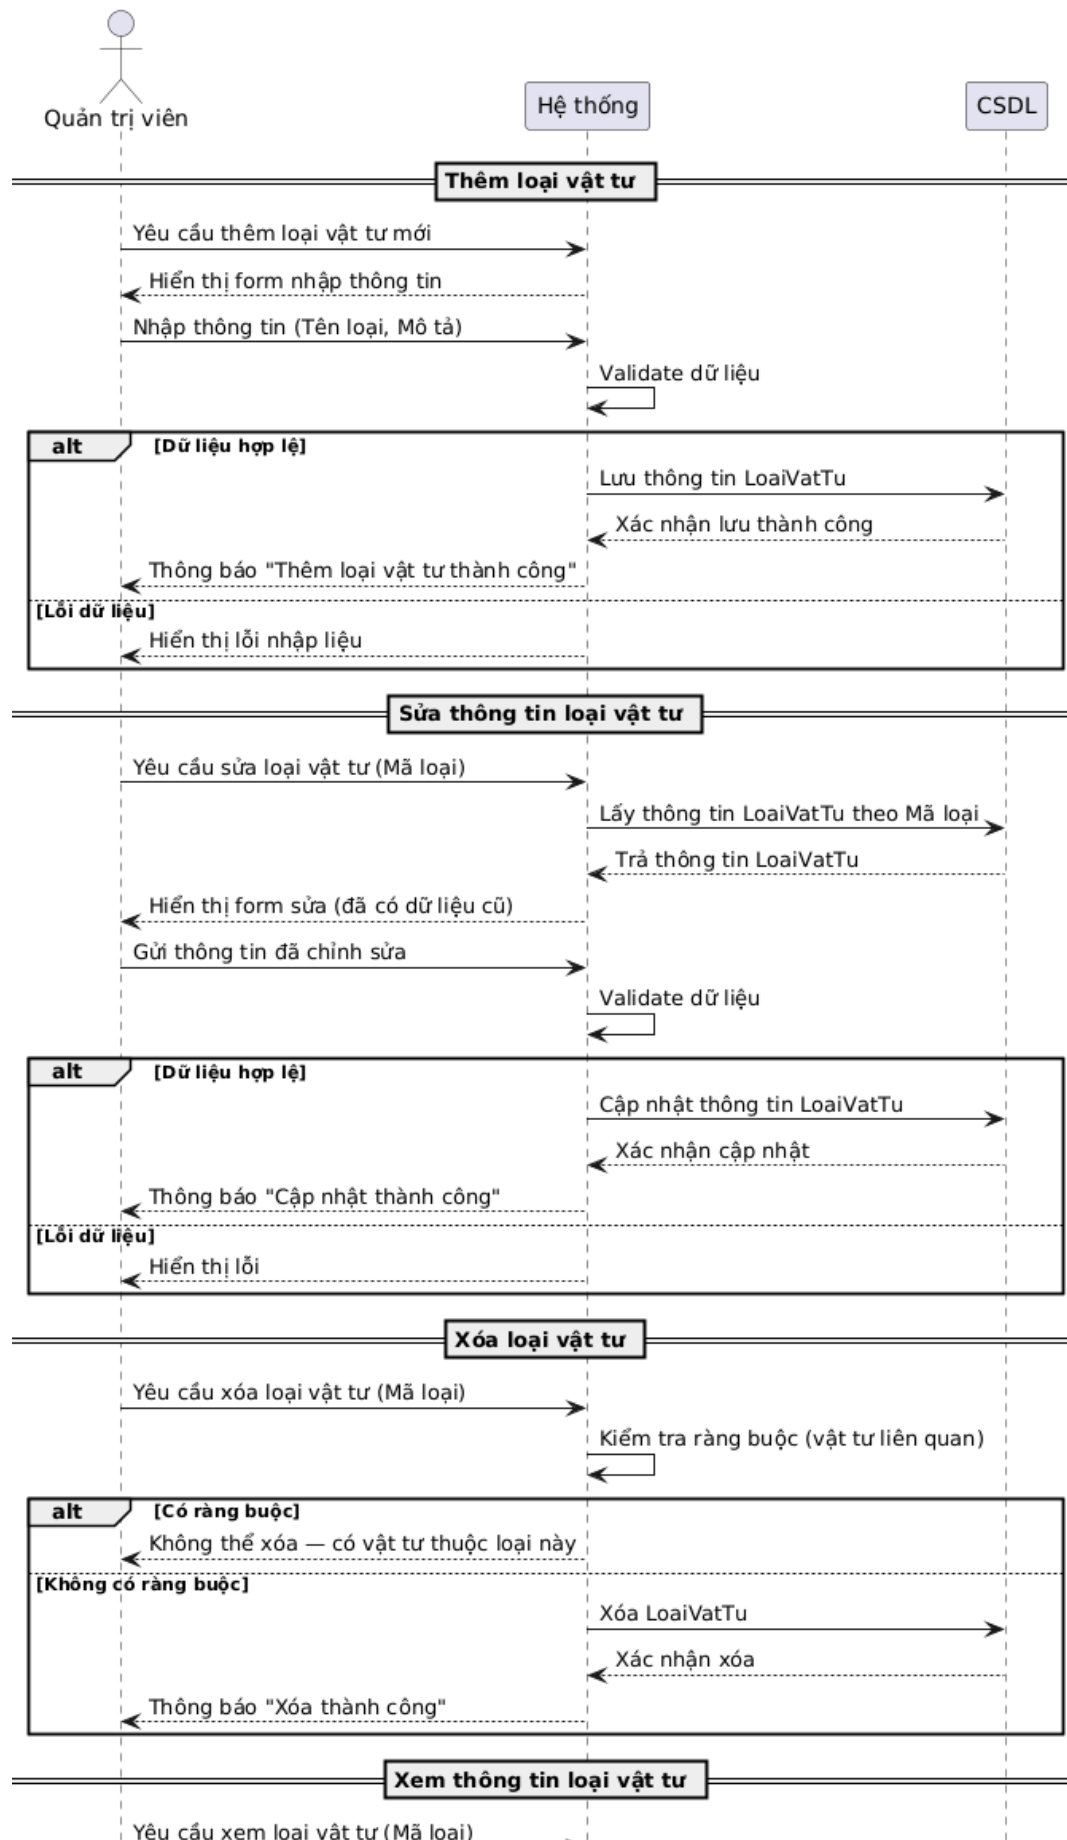 Quản trị viên
Hệ thống
CSDL
Thêm loại vật tư
Yêu cầu thêm loại vật tư mới
Hiển thị form nhập thông tin
Nhập thông tin (Tên loại, Mô tả)
Validate dữ liệu
alt [Dữ liệu hợp lệ]
Lưu thông tin LoaiVatTu
Xác nhận lưu thành công
Thông báo "Thêm loại vật tư thành công"
[Lỗi dữ liệu]
Hiển thị lỗi nhập liệu
Sửa thông tin loại vật tư
Yêu cầu sửa loại vật tư (Mã loại)
Lấy thông tin LoaiVatTu theo Mã loại
Trả thông tin LoaiVatTu
Hiển thị form sửa (đã có dữ liệu cũ)
Gửi thông tin đã chỉnh sửa
Validate dữ liệu
alt [Dữ liệu hợp lệ]
Cập nhật thông tin LoaiVatTu
Xác nhận cập nhật
Thông báo "Cập nhật thành công"
[Lỗi dữ liệu]
Hiển thị lỗi
Xóa loại vật tư
Yêu cầu xóa loại vật tư (Mã loại)
Kiểm tra ràng buộc (vật tư liên quan)
alt [Có ràng buộc]
Không thể xóa — có vật tư thuộc loại này
[Không có ràng buộc]
Xóa LoaiVatTu
Xác nhận xóa
Thông báo "Xóa thành công"
Xem thông tin loại vật tư
Yêu cầu xem loại vật tư (Mã loại)